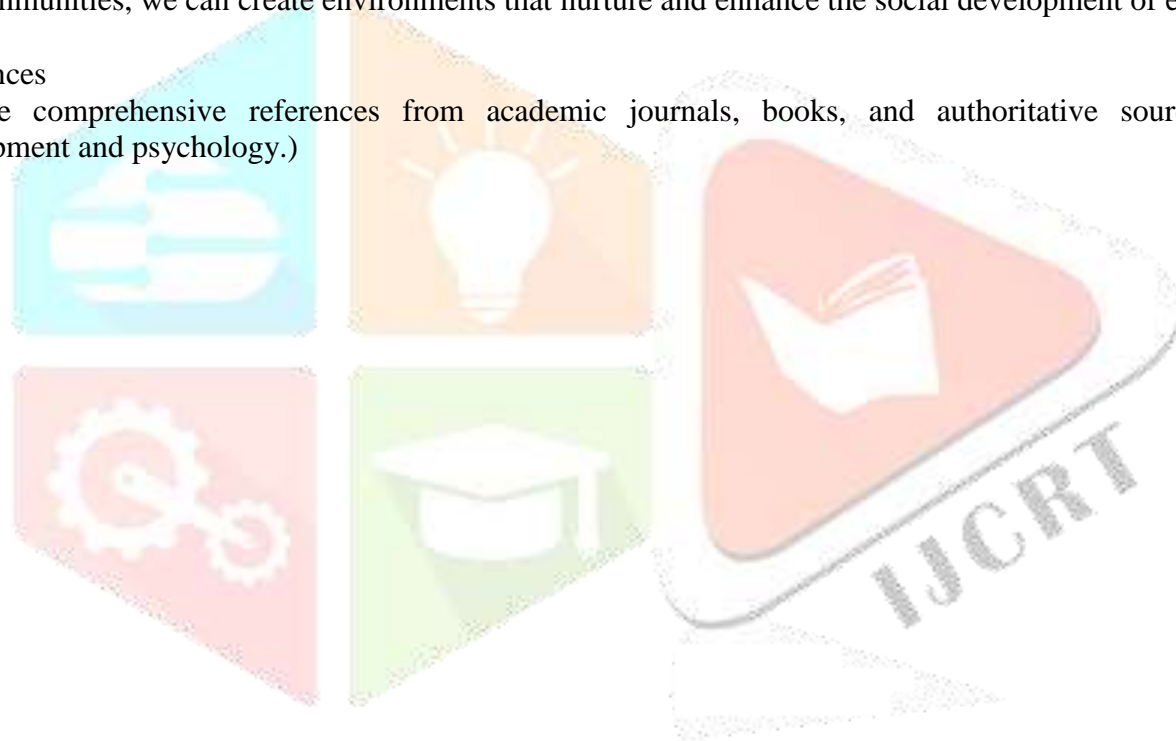 mmunities, we can create environments that nurture and enhance the social development of e
nces
e comprehensive references from academic journals, books, and authoritative sour
pment and psychology.)
IJCRT